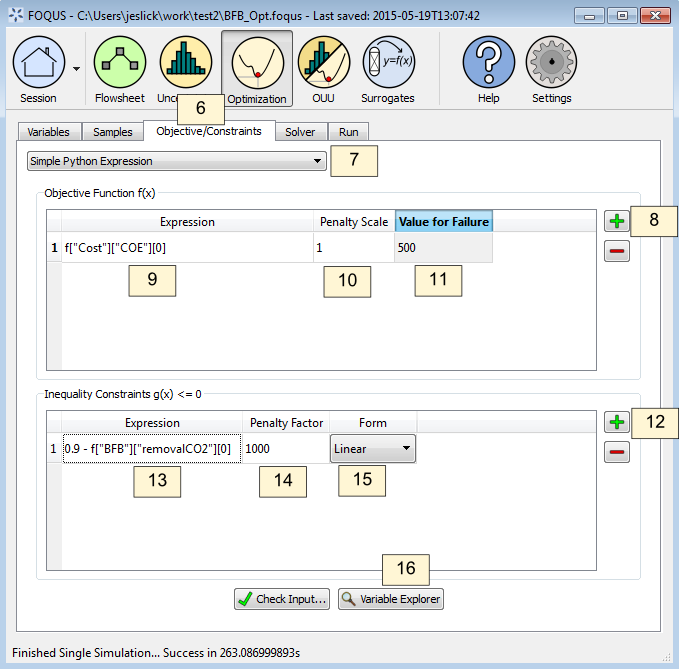 FOQUS - C:\Users\jeslick\work\test2\BFB_Opt.foqus - Last saved: 2015-05-19T13:07:42
Session
Flowsheet
Unc
Optimization
OUU
Surrogates
Help
Settings
y=f(x)
6
Variables
Samples
Objective/Constraints
Solver
Run
Simple Python Expression
7
Objective Function f(x)
Expression
Penalty Scale
Value for Failure
8
1
f["Cost"]["COE"][0]
1
500
9
10
11
Inequality Constraints g(x) <= 0
Expression
Penalty Factor
Form
12
1
0.9 - f["BFB"]["removalCO2"][0]
1000
Linear
13
14
15
16
Check Input...
Variable Explorer
Finished Single Simulation... Success in 263.086999893s